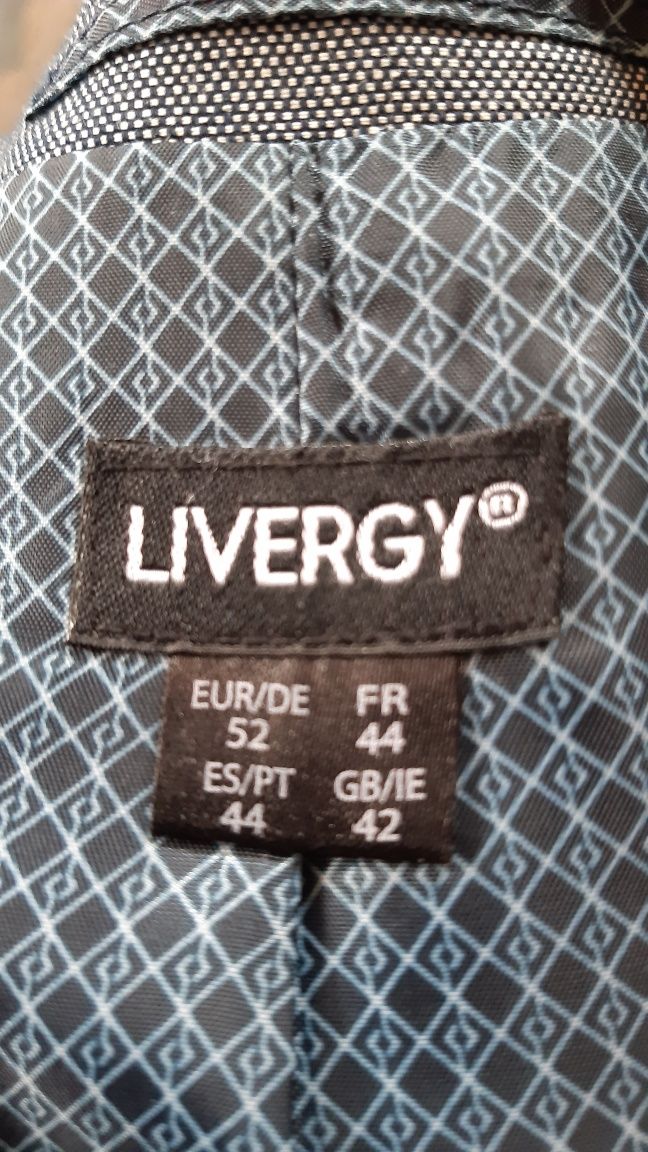 LIVERGY®
EUR/DE FR
52 44
ES/PT GB/IE
44 42